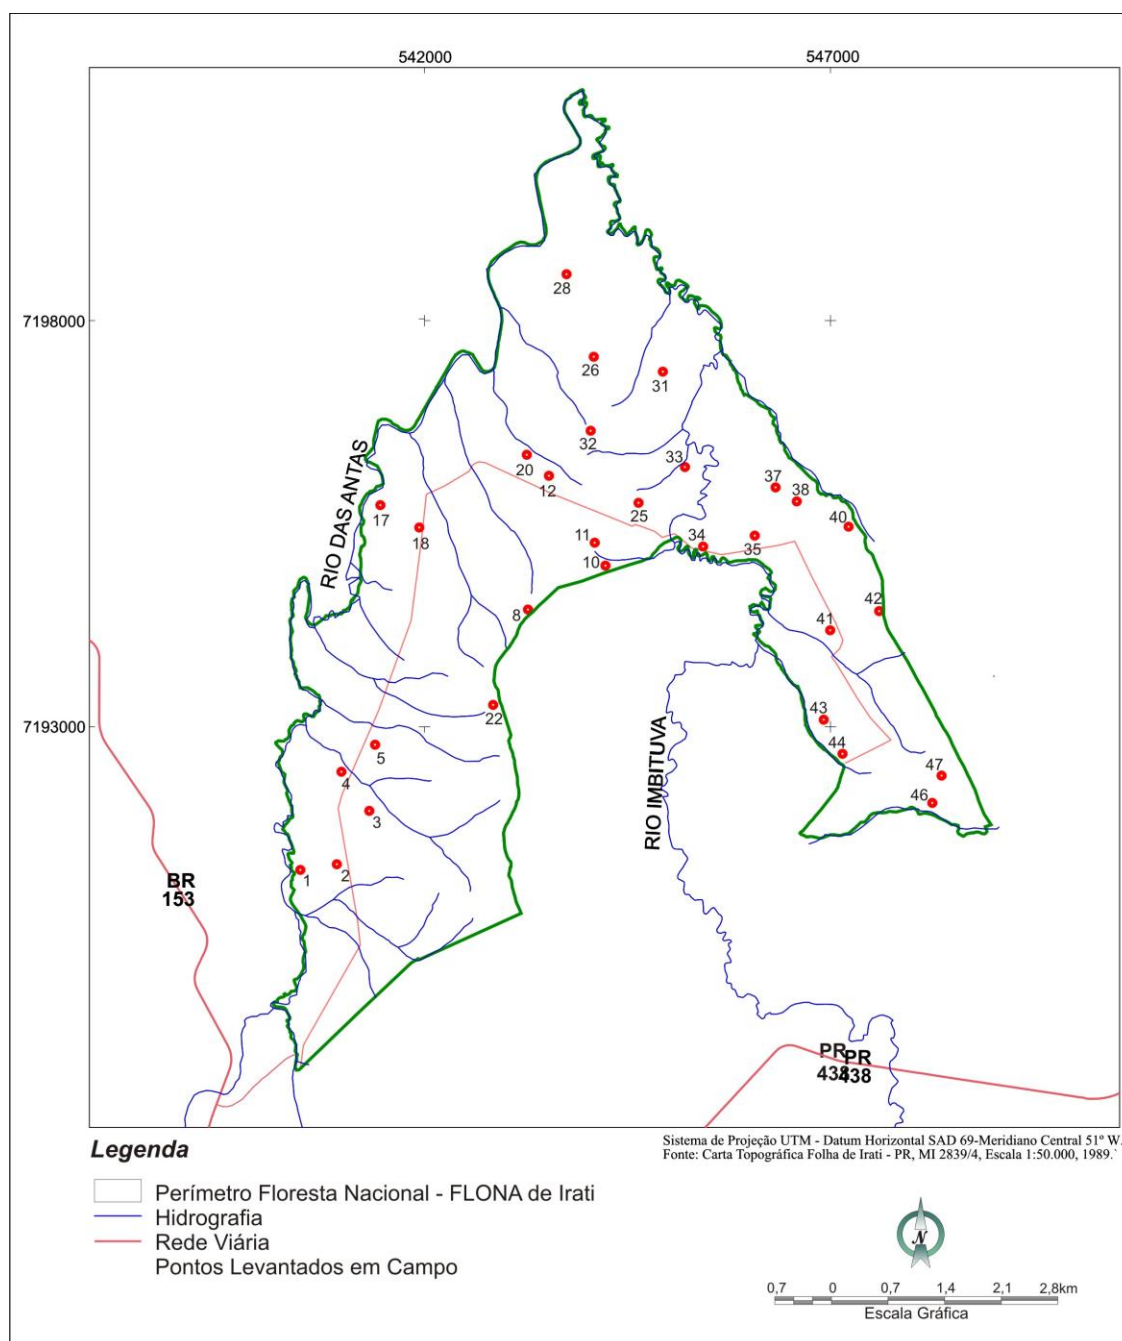 542000
547000
28
7198000
26
31
32
20
33
12
37
38
17
25
40
18
11
34
35
10
RIO DAS ANTAS
8
42
41
22
43
7193000
5
44
4
47
RIO IMBITUVA
46
3
1
2
BR
153
PR
438
PR
438
Legenda
Sistema de Projeção UTM - Datum Horizontal SAD 69-Meridiano Central 51º W.
Fonte: Carta Topográfica Folha de Irati - PR, MI 2839/4, Escala 1:50.000, 1989.`
Perímetro Floresta Nacional - FLONA de Irati
Hidrografia
Rede Viária
Pontos Levantados em Campo
N
0,7 0 0,7 1,4 2,1 2,8km
Escala Gráfica